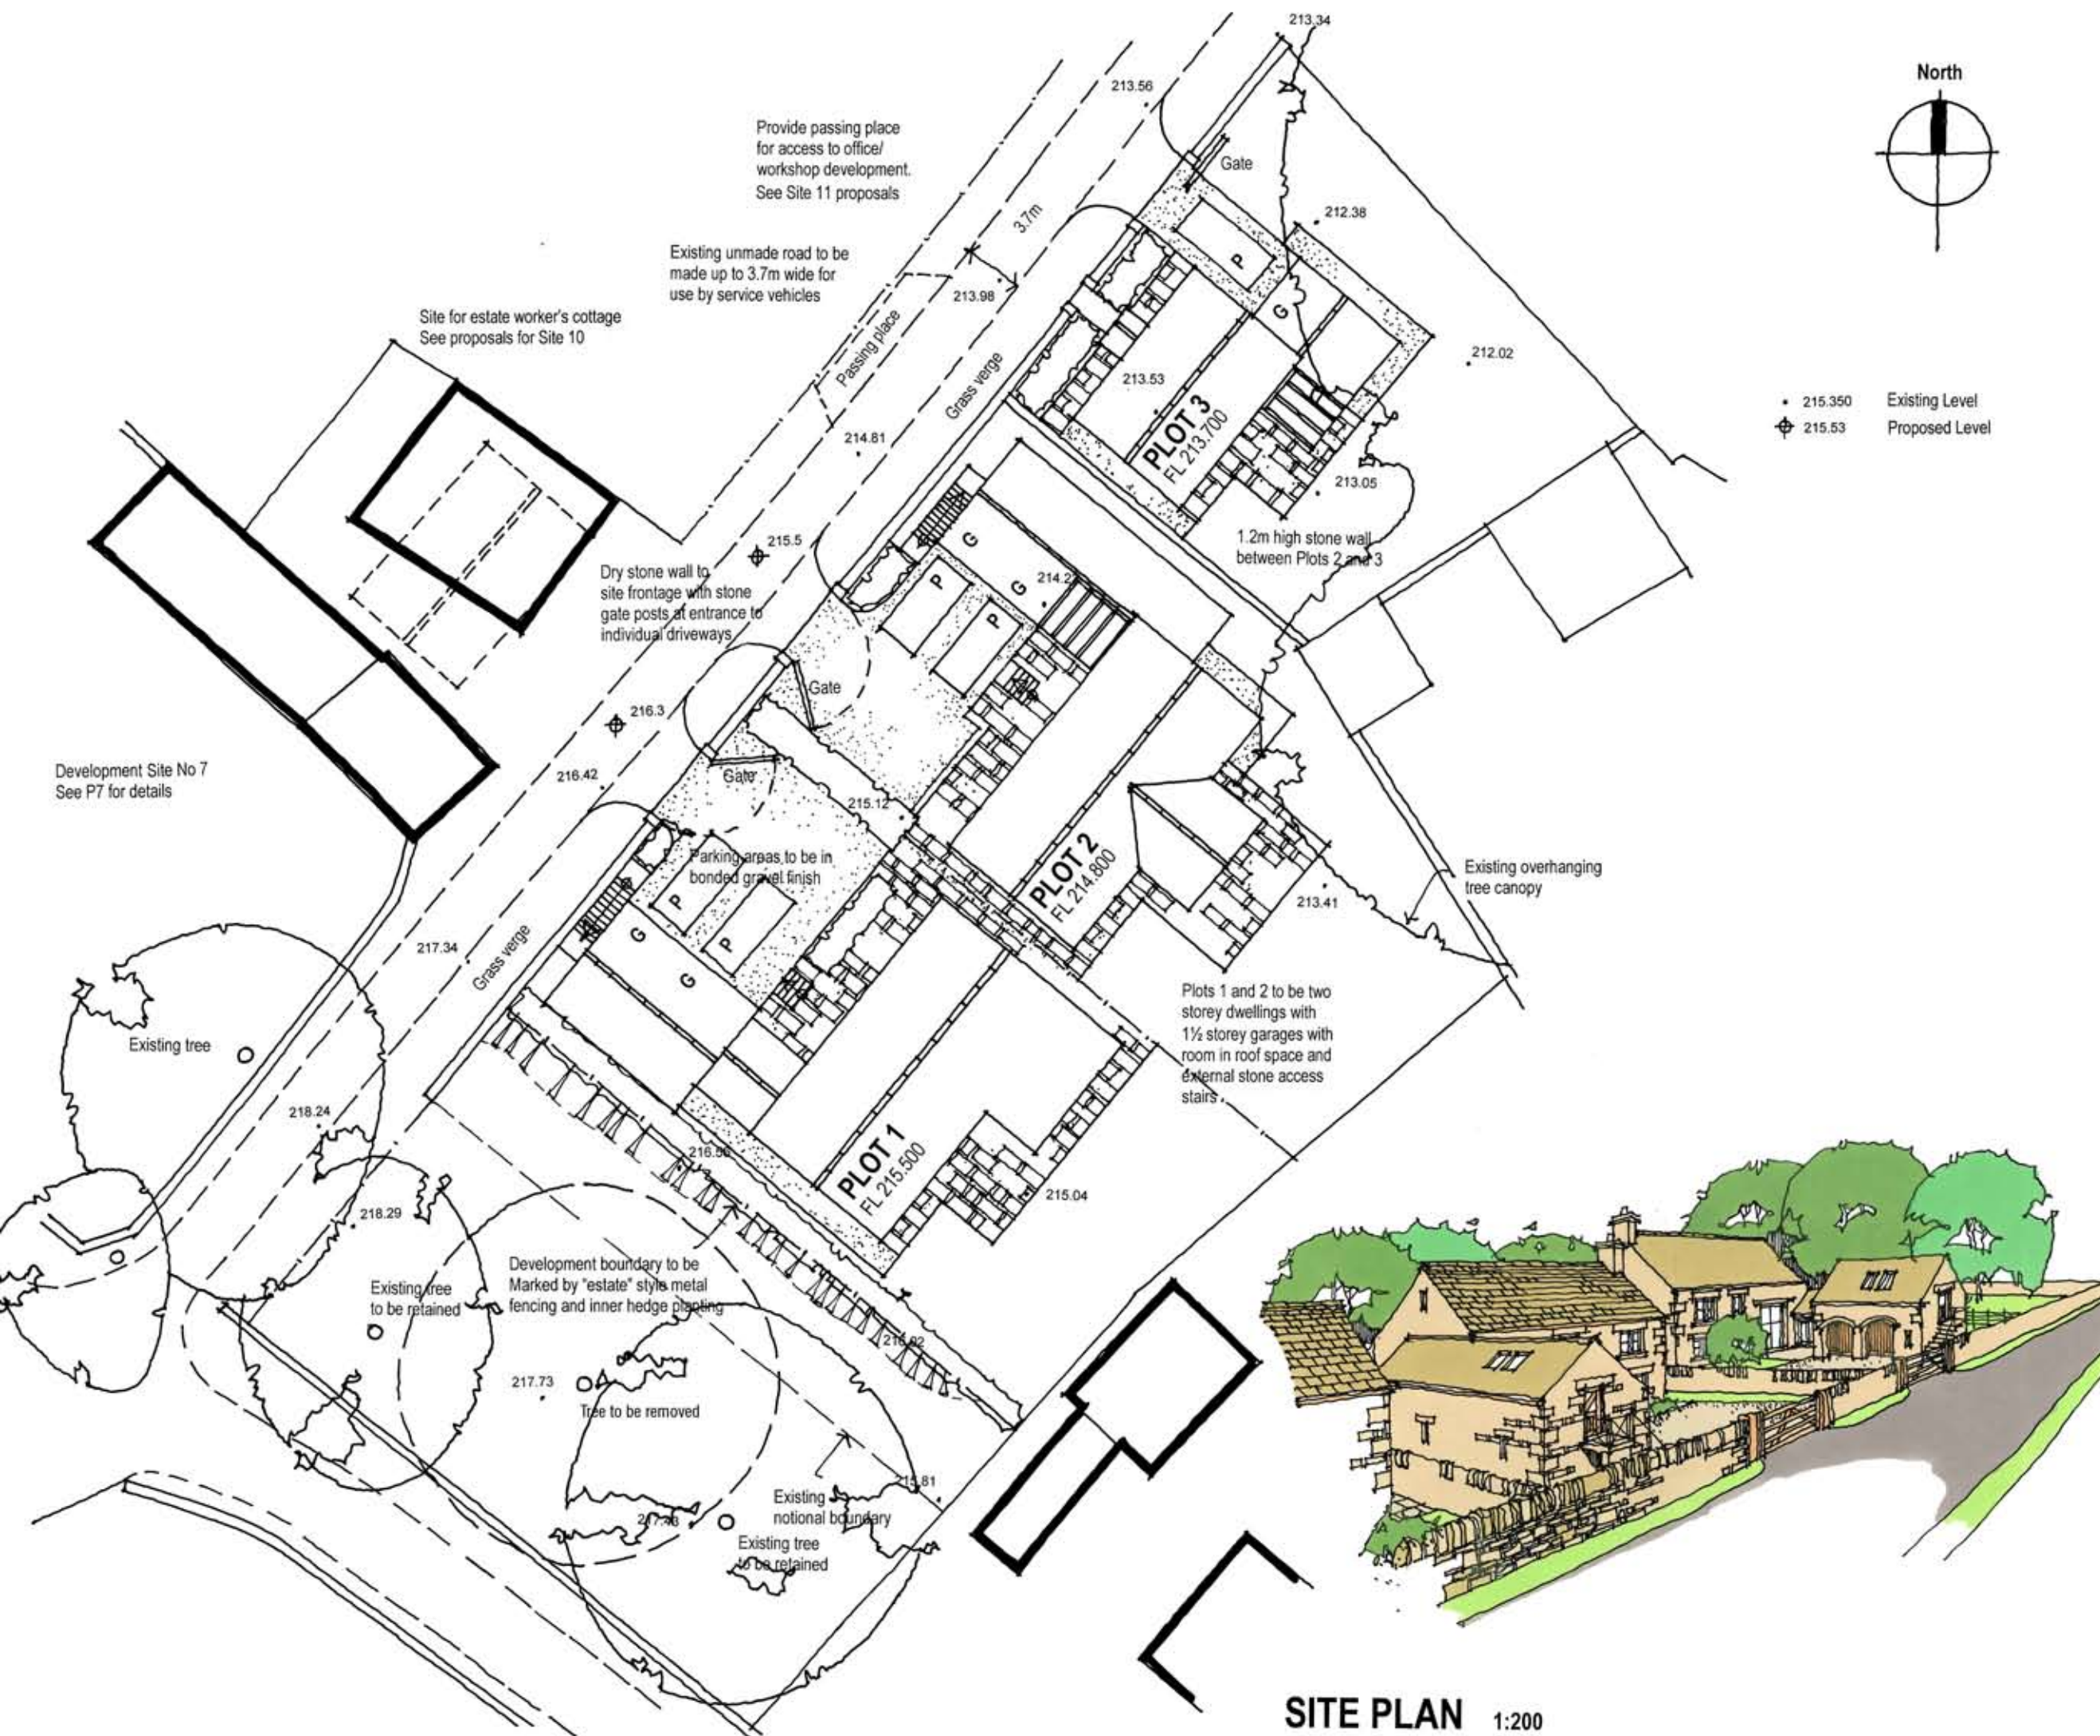 213.34
North
213.56
Provide passing place
for access to office/
workshop development.
See Site 11 proposals
Gate
3.7m
212.38
P
Existing unmade road to be
made up to 3.7m wide for
use by service vehicles
213.98
G
Site for estate worker's cottage
See proposals for Site 10
Passing place
Grass verge
212.02
213.53
215.350 Existing Level
215.53 Proposed Level
PLOT 3
FL 213.700
214.81
213.05
1.2m high stone wall
between Plots 2 and 3
215.5
G
G
P
P
Dry stone wall to
site frontage with stone
gate posts at entrance to
individual driveways
Gate
216.3
Development Site No 7
See P7 for details
216.42
Gate
215.12
Parking areas to be in
bonded gravel finish
PLOT 2
FL 214.800
Existing overhanging
tree canopy
213.41
P
P
G
G
217.34
Grass verge
Plots 1 and 2 to be two
storey dwellings with
1½ storey garages with
room in roof space and
external stone access
stairs.
Existing tree
218.24
PLOT 1
FL 215.500
215.04
218.29
Development boundary to be
Marked by "estate" style metal
fencing and inner hedge planting
Existing tree
to be retained
217.73
Tree to be removed
Existing
notional boundary
Existing tree
to be retained
SITE PLAN 1:200